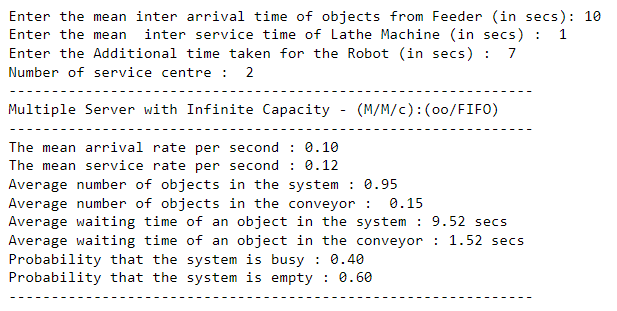 Enter the mean inter arrival time of objects from Feeder (in secs): 10
Enter the mean  inter service time of Lathe Machine (in secs) :  1
Enter the Additional time taken for the Robot (in secs) :  7
Number of service centre :  2
--------------------------------------------------------------
Multiple Server with Infinite Capacity - (M/M/c):(oo/FIFO)
--------------------------------------------------------------
The mean arrival rate per second : 0.10
The mean service rate per second : 0.12
Average number of objects in the system : 0.95
Average number of objects in the conveyor :  0.15
Average waiting time of an object in the system : 9.52 secs
Average waiting time of an object in the conveyor : 1.52 secs
Probability that the system is busy : 0.40
Probability that the system is empty : 0.60
--------------------------------------------------------------